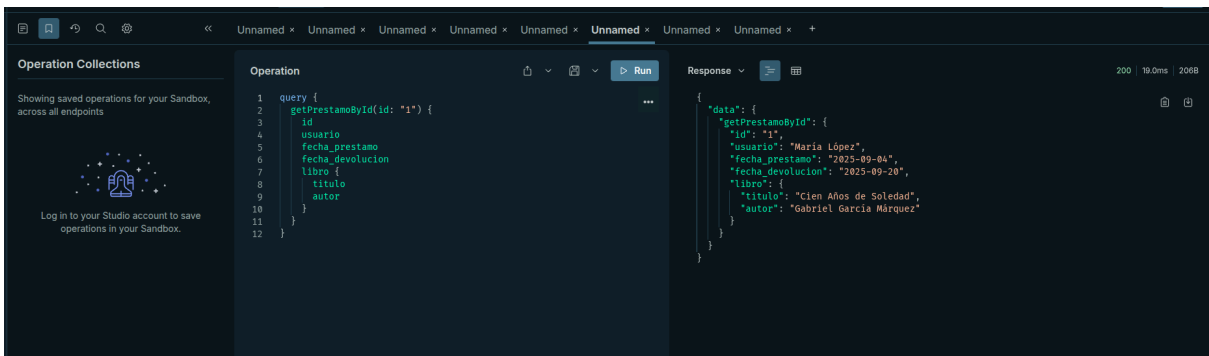 Unnamed × Unnamed × Unnamed × Unnamed × Unnamed × Unnamed × Unnamed × Unnamed × +
Operation Collections
Showing saved operations for your Sandbox,
across all endpoints
Log in to your Studio account to save
operations in your Sandbox.
Operation
Run
1 query {
2 getPrestamoById(id: "1") {
3 id
4 usuario
5 fecha_prestamo
6 fecha_devolucion
7 libro {
8 titulo
9 autor
10 }
11 }
12 }
Response
200 | 19.0ms | 206B
{
"data": {
"getPrestamoById": {
"id": "1",
"usuario": "María López",
"fecha_prestamo": "2025-09-04",
"fecha_devolucion": "2025-09-20",
"libro": {
"titulo": "Cien Años de Soledad",
"autor": "Gabriel García Márquez"
}
}
}
}